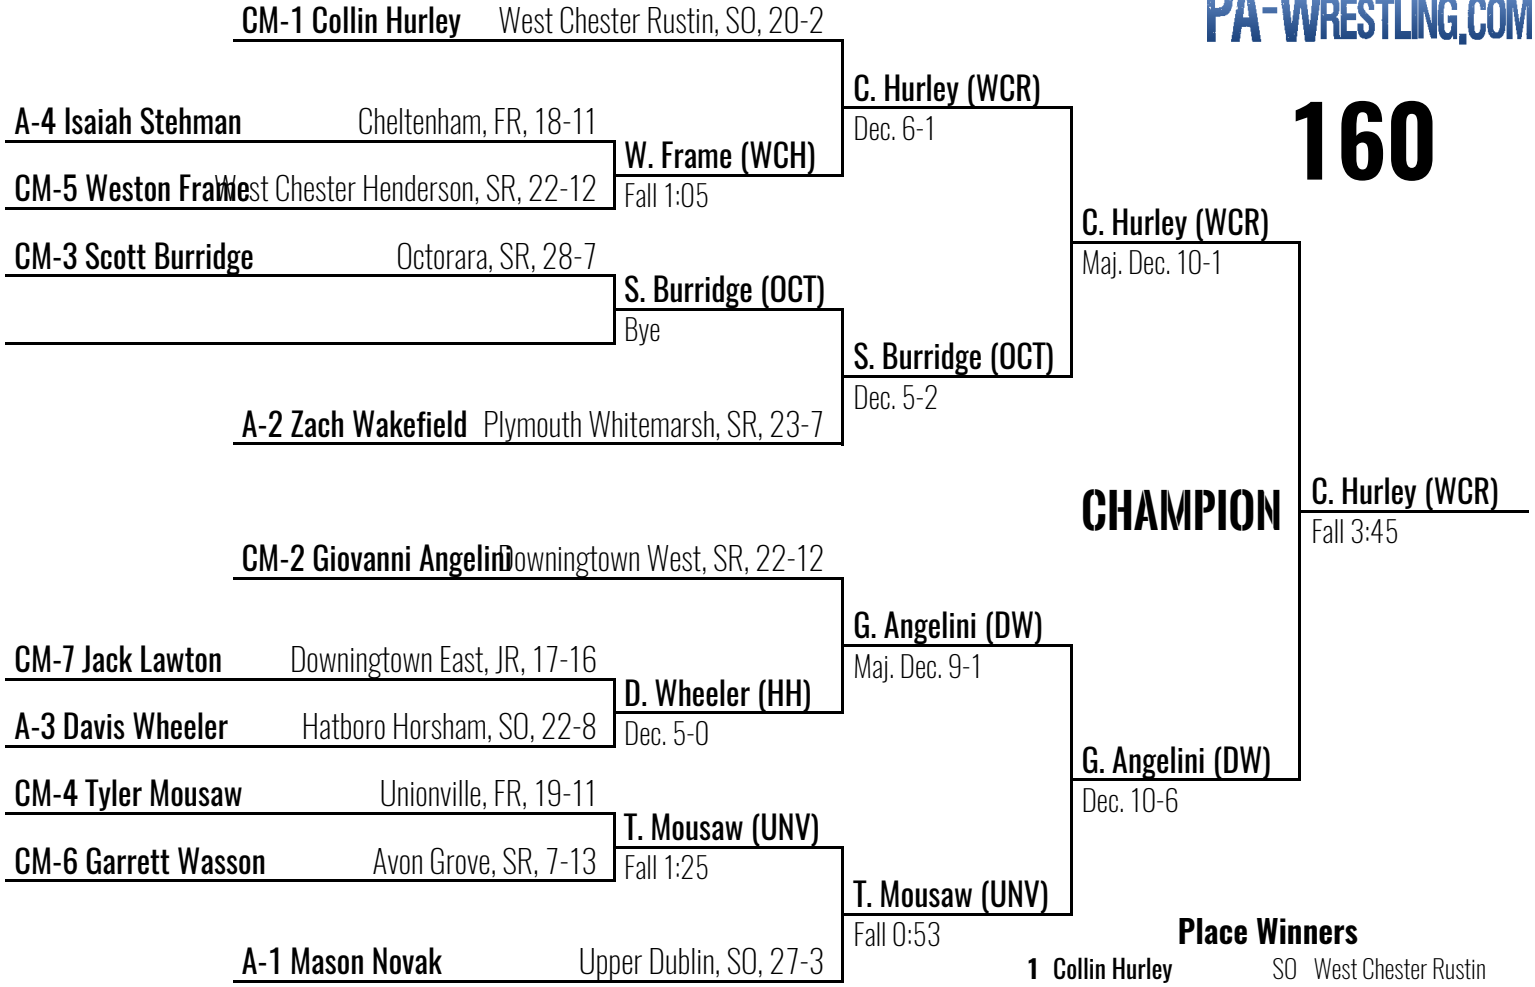 CM-1 Collin Hurley West Chester Rustin, SO, 20-2
PA-WRESTLING.COM
C. Hurley (WCR)
Dec. 6-1
160
A-4 Isaiah Stehman Cheltenham, FR, 18-11
W. Frame (WCH)
Fall 1:05
CM-5 Weston Frame West Chester Henderson, SR, 22-12
C. Hurley (WCR)
Maj. Dec. 10-1
CM-3 Scott Burridge Octorara, SR, 28-7
S. Burridge (OCT)
Bye
S. Burridge (OCT)
Dec. 5-2
A-2 Zach Wakefield Plymouth Whitemarsh, SR, 23-7
CHAMPION
C. Hurley (WCR)
Fall 3:45
CM-2 Giovanni Angelini Downingtown West, SR, 22-12
G. Angelini (DW)
Maj. Dec. 9-1
CM-7 Jack Lawton Downingtown East, JR, 17-16
D. Wheeler (HH)
Dec. 5-0
A-3 Davis Wheeler Hatboro Horsham, SO, 22-8
G. Angelini (DW)
Dec. 10-6
CM-4 Tyler Mousaw Unionville, FR, 19-11
T. Mousaw (UNV)
Fall 1:25
CM-6 Garrett Wasson Avon Grove, SR, 7-13
T. Mousaw (UNV)
Fall 0:53
A-1 Mason Novak Upper Dublin, SO, 27-3
Place Winners
1 Collin Hurley SO West Chester Rustin